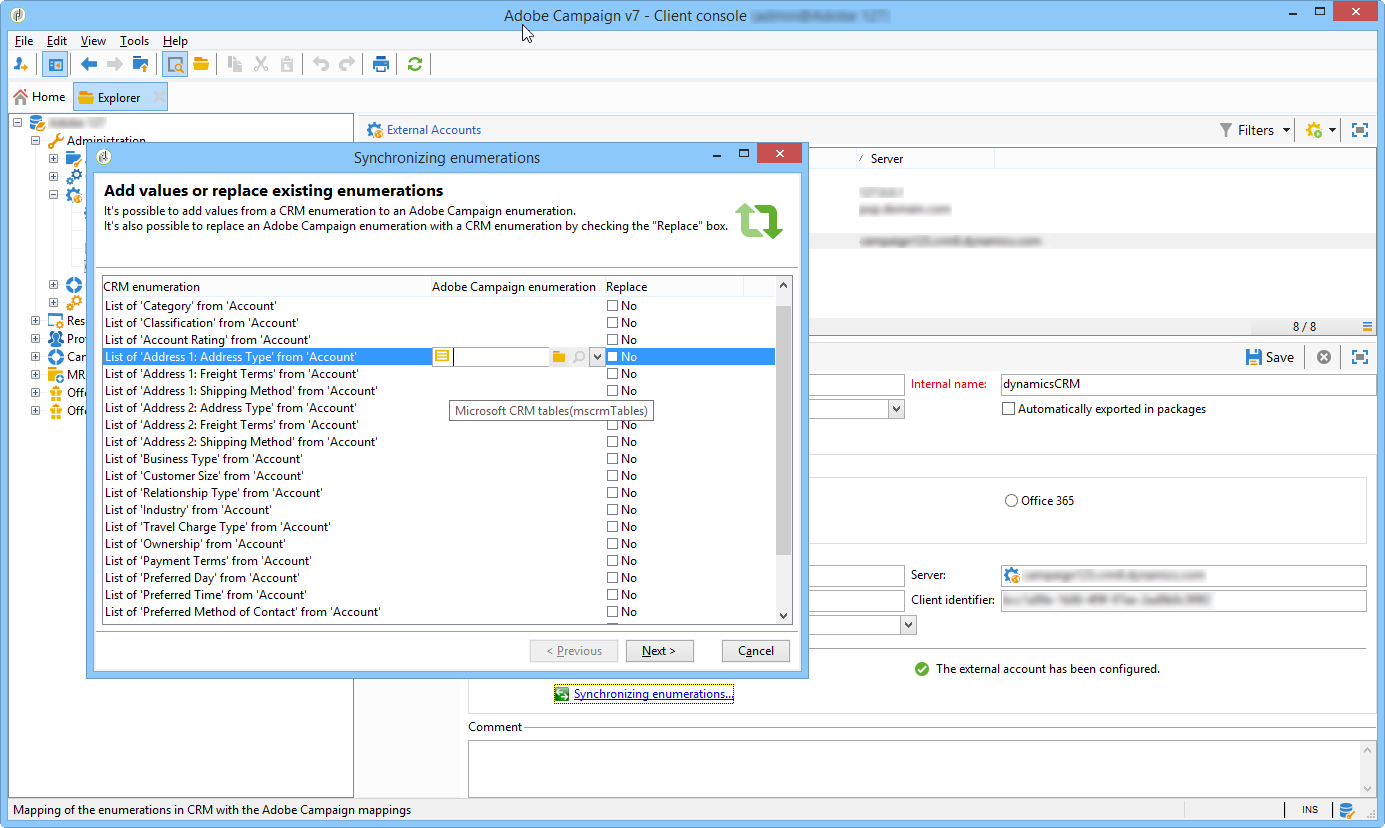 Adobe Campaign v7 - Client console
File Edit View Tools Help
Home Explorer
Administration
Res
Pro
Can
MR
Off
Off
External Accounts
Filters
Server
8 / 8
Save
Internal name: dynamicsCRM
Automatically exported in packages
Office 365
Server:
Client identifier:
The external account has been configured.
Synchronizing enumerations...
Comment
Synchronizing enumerations
Add values or replace existing enumerations
It's possible to add values from a CRM enumeration to an Adobe Campaign enumeration.
It's also possible to replace an Adobe Campaign enumeration with a CRM enumeration by checking the "Replace" box.
CRM enumeration Adobe Campaign enumeration Replace
List of 'Category' from 'Account' No
List of 'Classification' from 'Account' No
List of 'Account Rating' from 'Account' No
List of 'Address 1: Address Type' from 'Account' No
List of 'Address 1: Freight Terms' from 'Account' No
List of 'Address 1: Shipping Method' from 'Account' No
List of 'Address 2: Address Type' from 'Account'
Microsoft CRM tables(mscrmTables)
List of 'Address 2: Freight Terms' from 'Account' No
List of 'Address 2: Shipping Method' from 'Account' No
List of 'Business Type' from 'Account' No
List of 'Customer Size' from 'Account' No
List of 'Relationship Type' from 'Account' No
List of 'Industry' from 'Account' No
List of 'Travel Charge Type' from 'Account' No
List of 'Ownership' from 'Account' No
List of 'Payment Terms' from 'Account' No
List of 'Preferred Day' from 'Account' No
List of 'Preferred Time' from 'Account' No
List of 'Preferred Method of Contact' from 'Account' No
< Previous Next > Cancel
Mapping of the enumerations in CRM with the Adobe Campaign mappings
INS